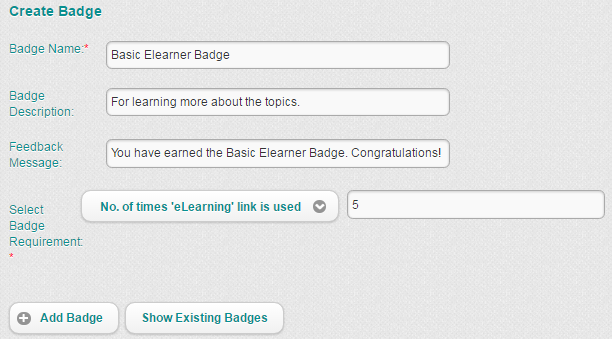 Create Badge
Badge Name:*
Basic Elearner Badge
Badge
Description:
For learning more about the topics.
Feedback
Message:
You have earned the Basic Elearner Badge. Congratulations!
Select
Badge
Requirement:
*
No. of times 'eLearning' link is used
5
Add Badge
Show Existing Badges